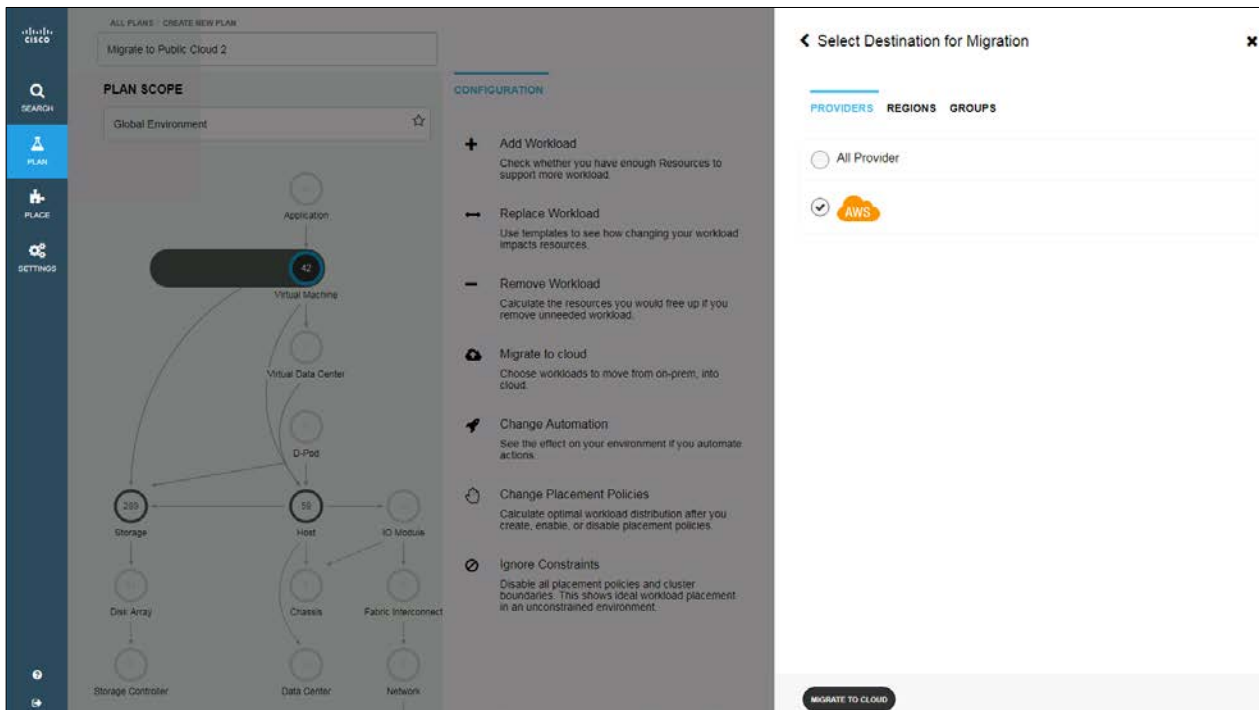 CISCO
SEARCH
PLAN
PLACE
SETTINGS
ALL PLANS / CREATE NEW PLAN
Migrate to Public Cloud 2
PLAN SCOPE
Global Environment
Application
42
Virtual Machine
Virtual Data Center
D-Pod
Storage
59
Host
IO Module
Disk Array
Chassis
Fabric Interconnect
Storage Controller
Data Center
Network
CONFIGURATION
Add Workload
Check whether you have enough Resources to
support more workload.
Replace Workload
Use templates to see how changing your workload
impacts resources.
Remove Workload
Calculate the resources you would free up if you
remove unneeded workload.
Migrate to cloud
Choose workloads to move from on-prem, into
cloud.
Change Automation
See the effect on your environment if you automate
actions.
Change Placement Policies
Calculate optimal workload distribution after you
create, enable, or disable placement policies.
Ignore Constraints
Disable all placement policies and cluster
boundaries. This shows ideal workload placement
in an unconstrained environment.
Select Destination for Migration
PROVIDERS REGIONS GROUPS
All Provider
AWS
MIGRATE TO CLOUD